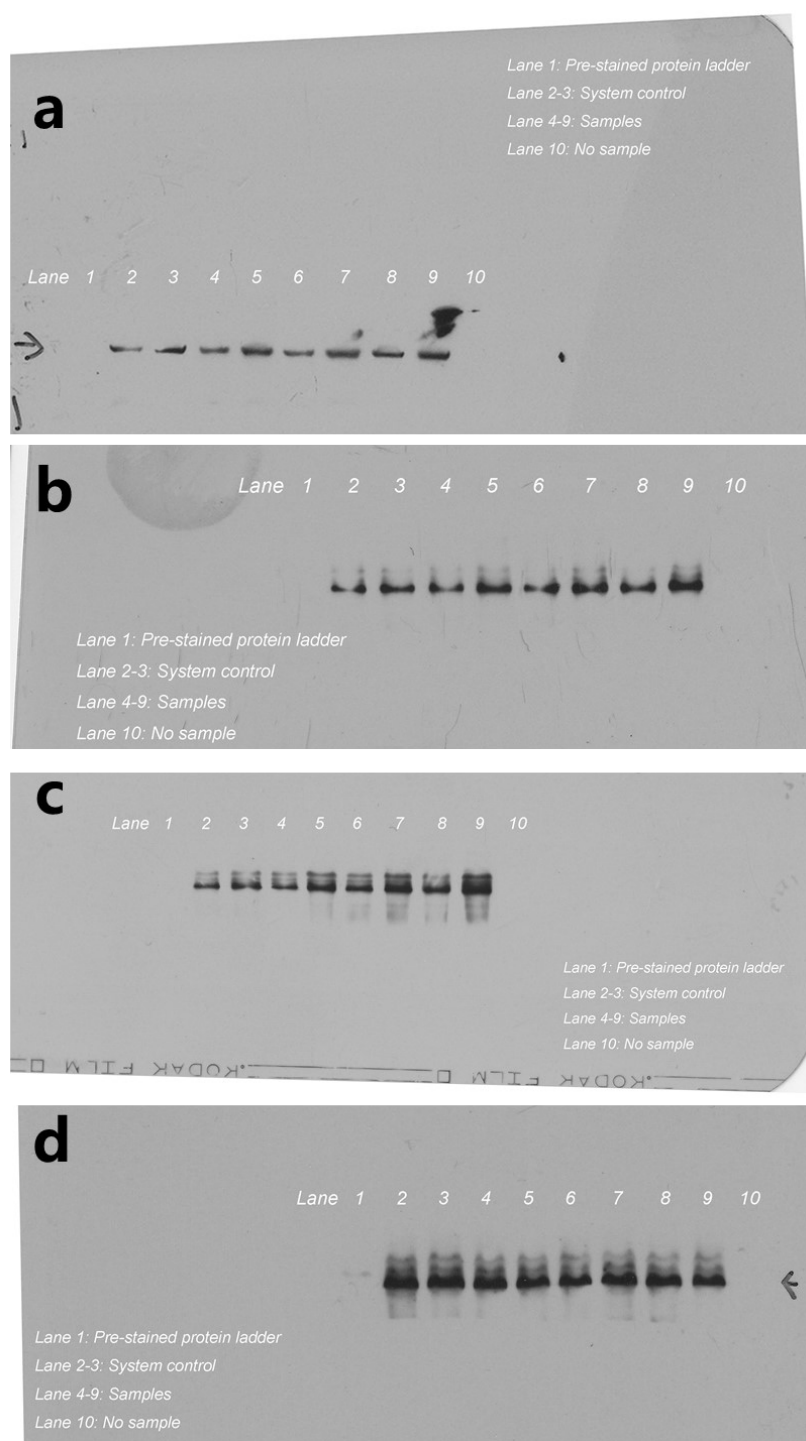 a
Lane 1: Pre-stained protein ladder
Lane 2-3: System control
Lane 4-9: Samples
Lane 10: No sample
Lane 1 2 3 4 5 6 7 8 9 10
b
Lane 1 2 3 4 5 6 7 8 9 10
Lane 1: Pre-stained protein ladder
Lane 2-3: System control
Lane 4-9: Samples
Lane 10: No sample
c
Lane 1 2 3 4 5 6 7 8 9 10
Lane 1: Pre-stained protein ladder
Lane 2-3: System control
Lane 4-9: Samples
Lane 10: No sample
KODAK FILM KODAK FILM
d
Lane 1 2 3 4 5 6 7 8 9 10
Lane 1: Pre-stained protein ladder
Lane 2-3: System control
Lane 4-9: Samples
Lane 10: No sample